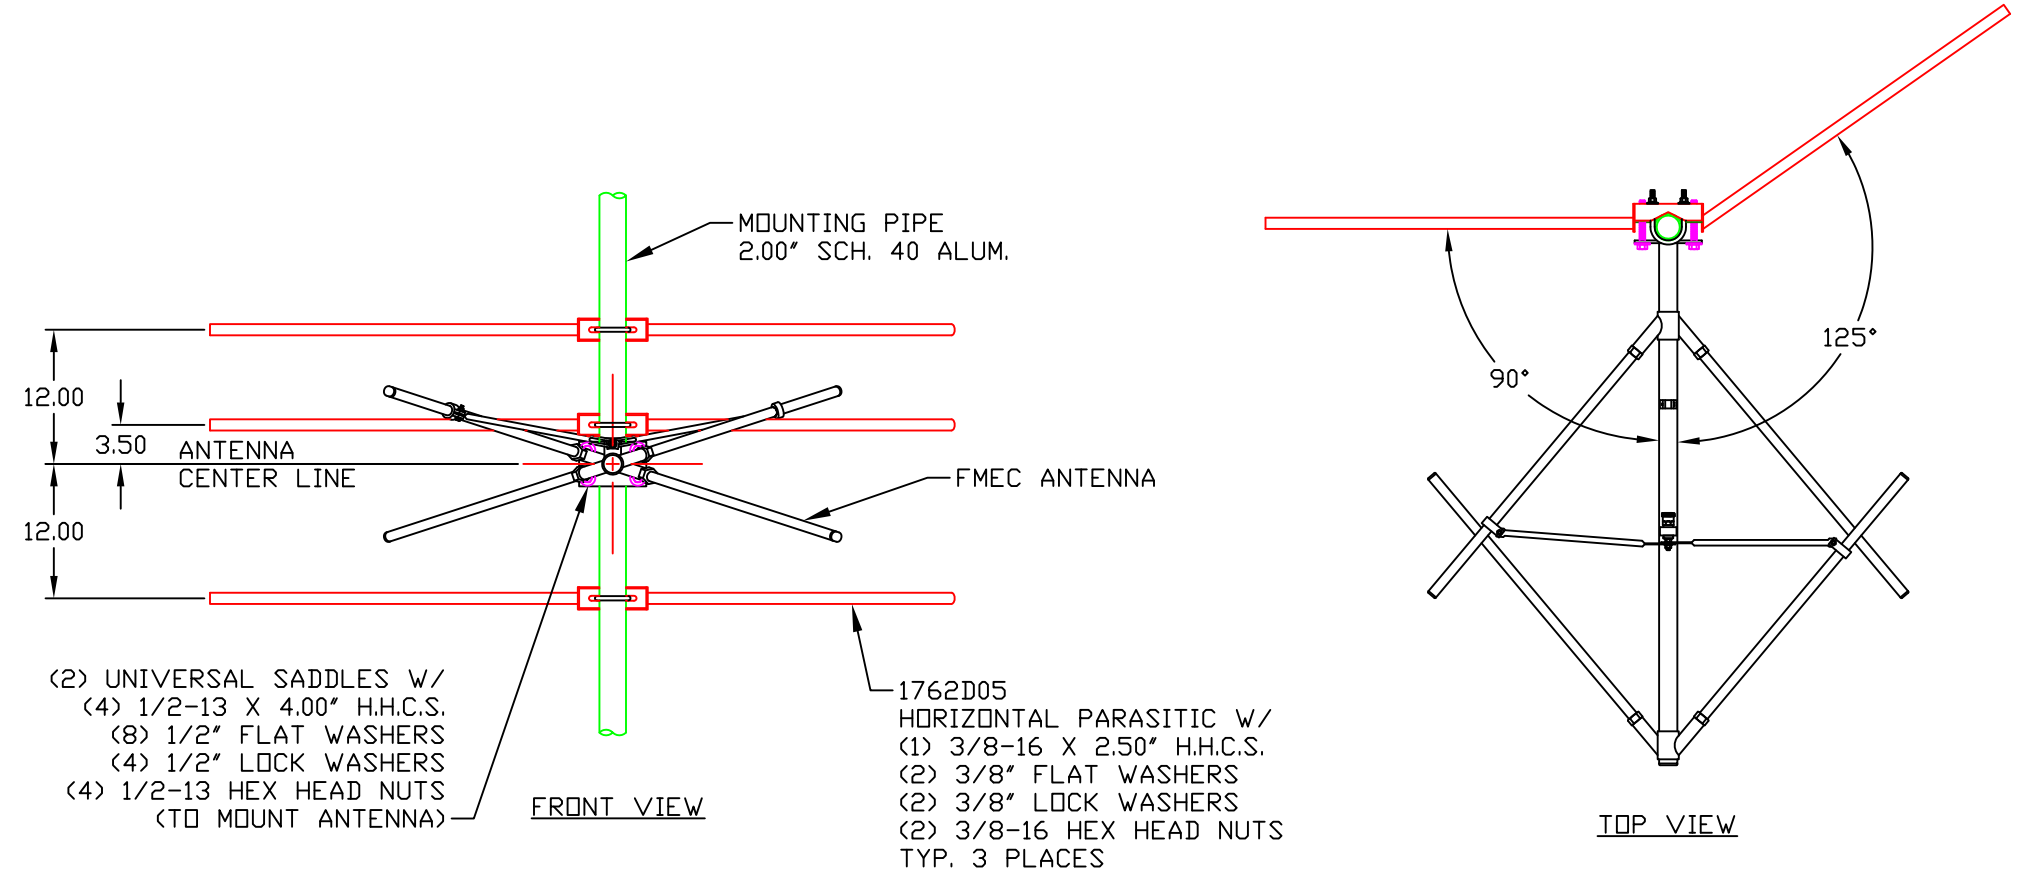 MOUNTING PIPE
2.00" SCH. 40 ALUM.
12.00
3.50
ANTENNA
CENTER LINE
12.00
FMEC ANTENNA
(2) UNIVERSAL SADDLES W/
(4) 1/2-13 X 4.00" H.H.C.S.
(8) 1/2" FLAT WASHERS
(4) 1/2" LOCK WASHERS
(4) 1/2-13 HEX HEAD NUTS
(TO MOUNT ANTENNA)
FRONT VIEW
1762D05
HORIZONTAL PARASITIC W/
(1) 3/8-16 X 2.50" H.H.C.S.
(2) 3/8" FLAT WASHERS
(2) 3/8" LOCK WASHERS
(2) 3/8-16 HEX HEAD NUTS
TYP. 3 PLACES
90°
125°
TOP VIEW